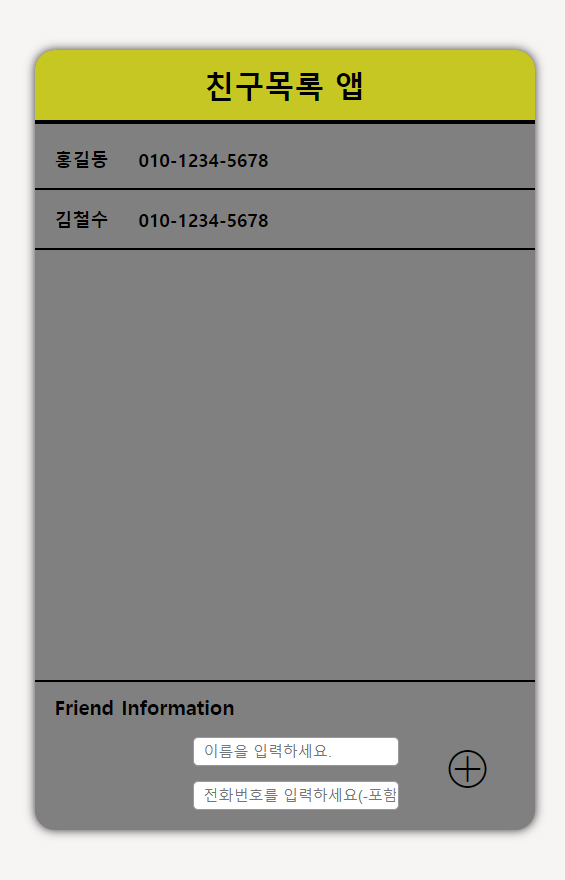 친구목록 앱
홍길동 010-1234-5678
김철수 010-1234-5678
Friend Information
이름을 입력하세요.
전화번호를 입력하세요(-포함